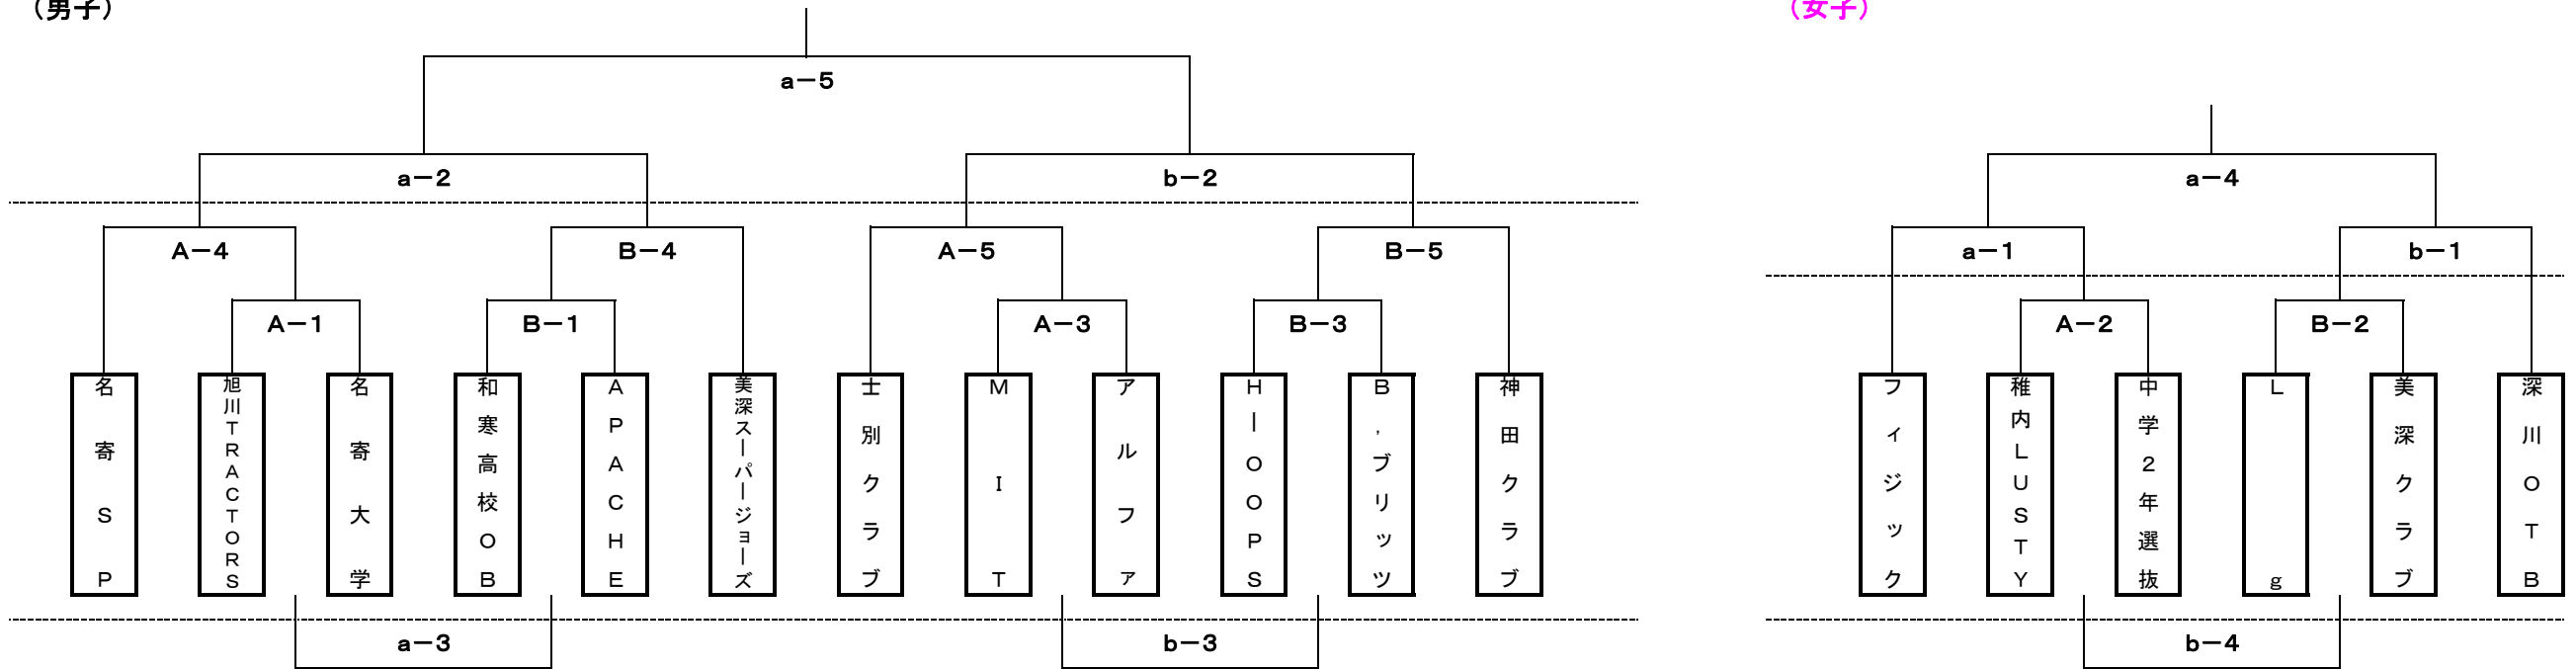 （男子）
（女子）
a－5
a－2
b－2
a－4
A－4
B－4
A－5
B－5
a－1
b－1
A－1
B－1
A－3
B－3
A－2
B－2
名寄SP
旭川TRACTORS
名寄大学
和寒高校OB
APACHE
美深スーパージョーズ
士別クラブ
MIT
アルファ
H－OOPS
B，ブリッツ
神田クラブ
フィジック
稚内LUSTY
中学2年選抜
Lg
美深クラブ
深川OTB
a－3
b－3
b－4